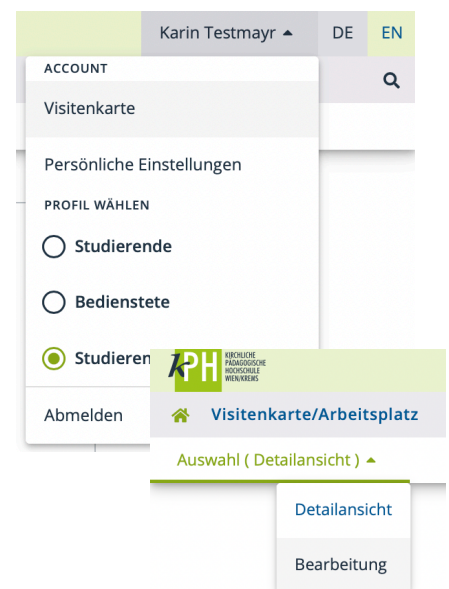 Karin Testmayr DE EN
ACCOUNT
Visitenkarte
Persönliche Einstellungen
PROFIL WÄHLEN
Studierende
Bedienstete
Studieren
Abmelden
kPH
KIRCHLICHE
PÄDAGOGISCHE
HOCHSCHULE
WIEN/KREMS
Visitenkarte/Arbeitsplatz
Auswahl ( Detailansicht )
Detailansicht
Bearbeitung